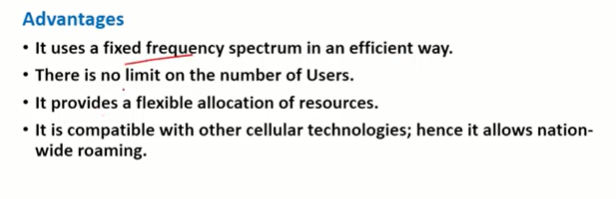 Advantages
• It uses a fixed frequency spectrum in an efficient way.
• There is no limit on the number of Users.
• It provides a flexible allocation of resources.
• It is compatible with other cellular technologies; hence it allows nation-
wide roaming.